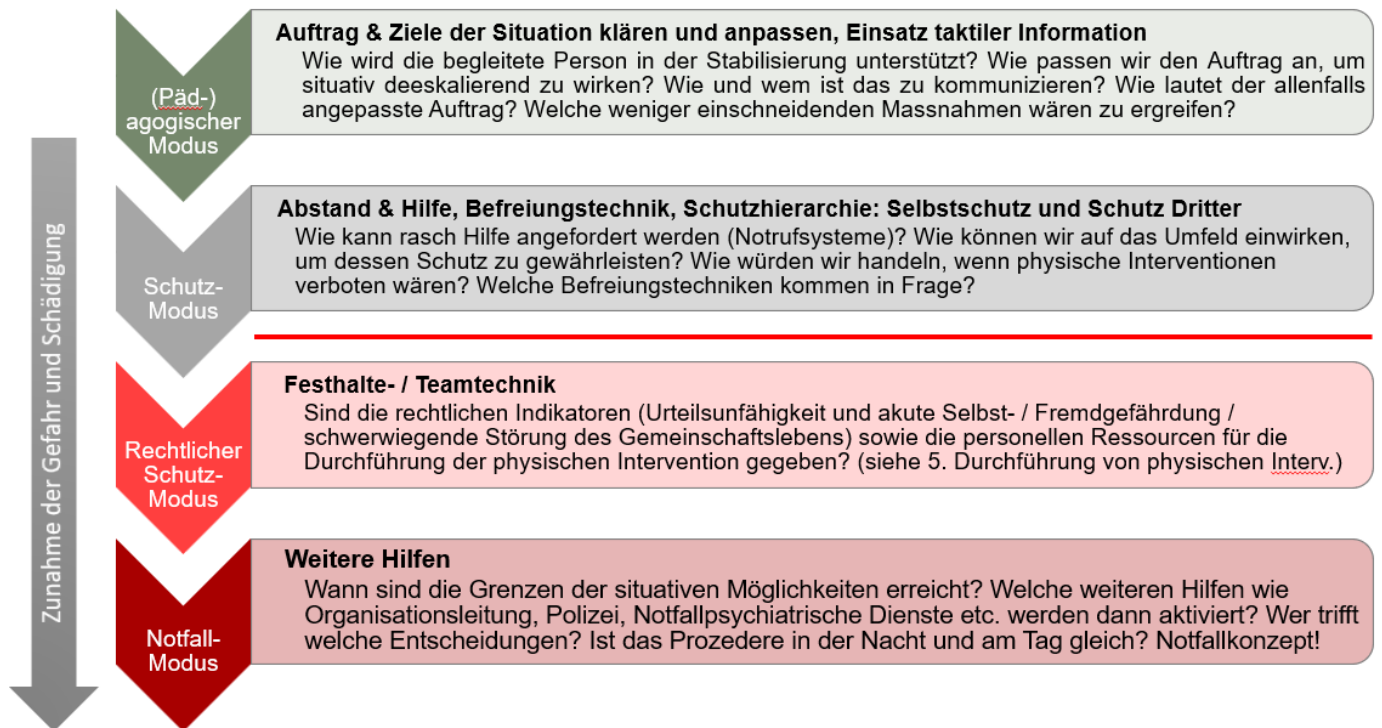 Zunahme der Gefahr und Schädigung
(Päd-)
agogischer
Modus
Auftrag & Ziele der Situation klären und anpassen, Einsatz taktiler Information
Wie wird die begleitete Person in der Stabilisierung unterstützt? Wie passen wir den Auftrag an, um
situativ deeskalierend zu wirken? Wie und wem ist das zu kommunizieren? Wie lautet der allenfalls
angepasste Auftrag? Welche weniger einschneidenden Massnahmen wären zu ergreifen?
Schutz-
Modus
Abstand & Hilfe, Befreiungstechnik, Schutzhierarchie: Selbstschutz und Schutz Dritter
Wie kann rasch Hilfe angefordert werden (Notrufsysteme)? Wie können wir auf das Umfeld einwirken,
um dessen Schutz zu gewährleisten? Wie würden wir handeln, wenn physische Interventionen
verboten wären? Welche Befreiungstechniken kommen in Frage?
Rechtlicher
Schutz-
Modus
Festhalte- / Teamtechnik
Sind die rechtlichen Indikatoren (Urteilsunfähigkeit und akute Selbst- / Fremdgefährdung /
schwerwiegende Störung des Gemeinschaftslebens) sowie die personellen Ressourcen für die
Durchführung der physischen Intervention gegeben? (siehe 5. Durchführung von physischen Interv.)
Notfall-
Modus
Weitere Hilfen
Wann sind die Grenzen der situativen Möglichkeiten erreicht? Welche weiteren Hilfen wie
Organisationsleitung, Polizei, Notfallpsychiatrische Dienste etc. werden dann aktiviert? Wer trifft
welche Entscheidungen? Ist das Prozedere in der Nacht und am Tag gleich? Notfallkonzept!